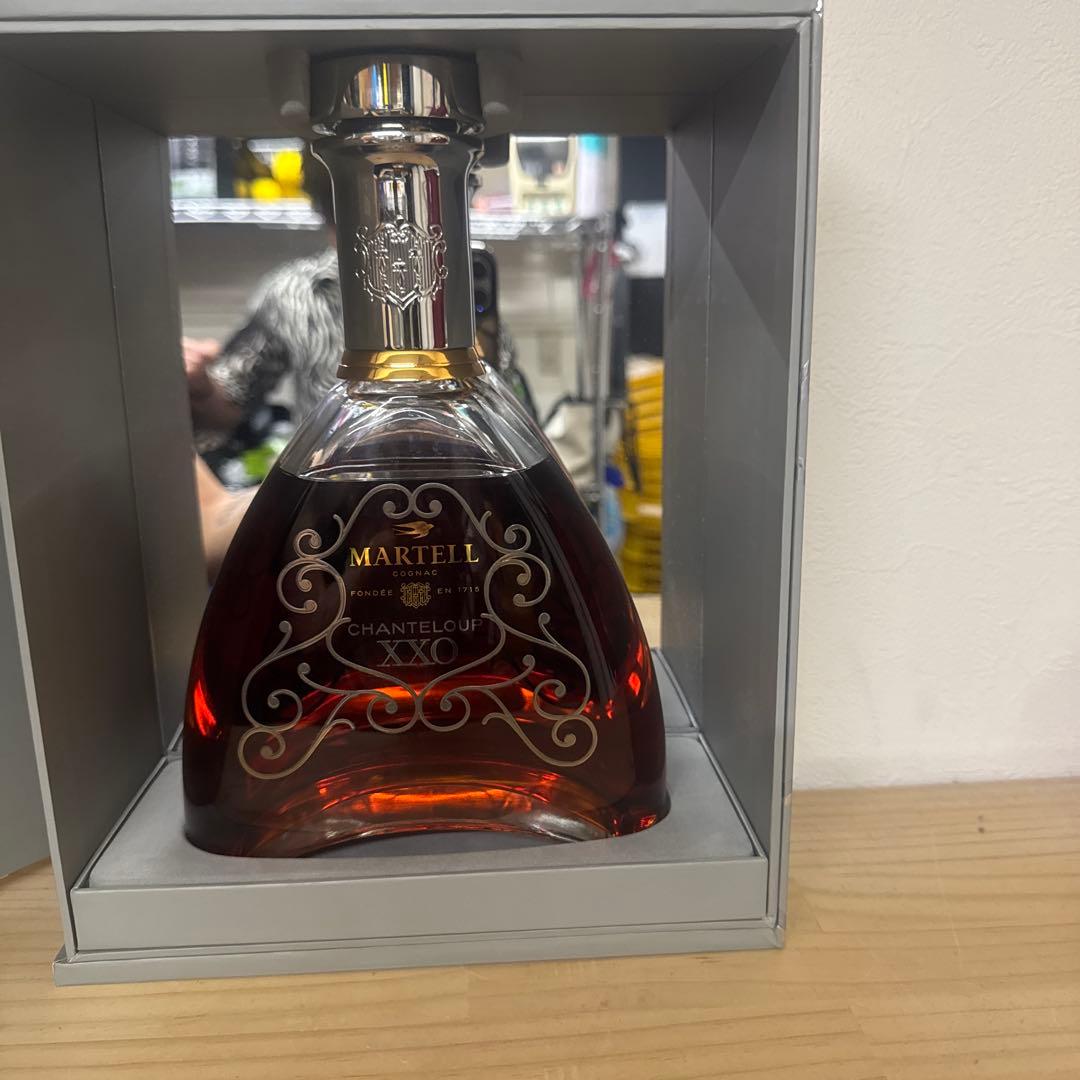 MARTELL
COGNAC
FONDÉE EN 1715
CHANTELOUP
XXO